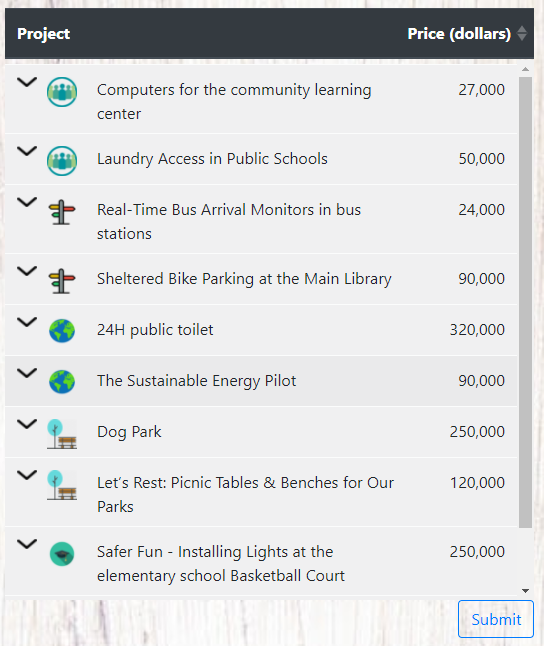 Project Price (dollars)
Computers for the community learning 27,000
center
Laundry Access in Public Schools 50,000
Real-Time Bus Arrival Monitors in bus 24,000
stations
Sheltered Bike Parking at the Main Library 90,000
24H public toilet 320,000
The Sustainable Energy Pilot 90,000
Dog Park 250,000
Let’s Rest: Picnic Tables & Benches for Our 120,000
Parks
Safer Fun - Installing Lights at the 250,000
elementary school Basketball Court
Submit